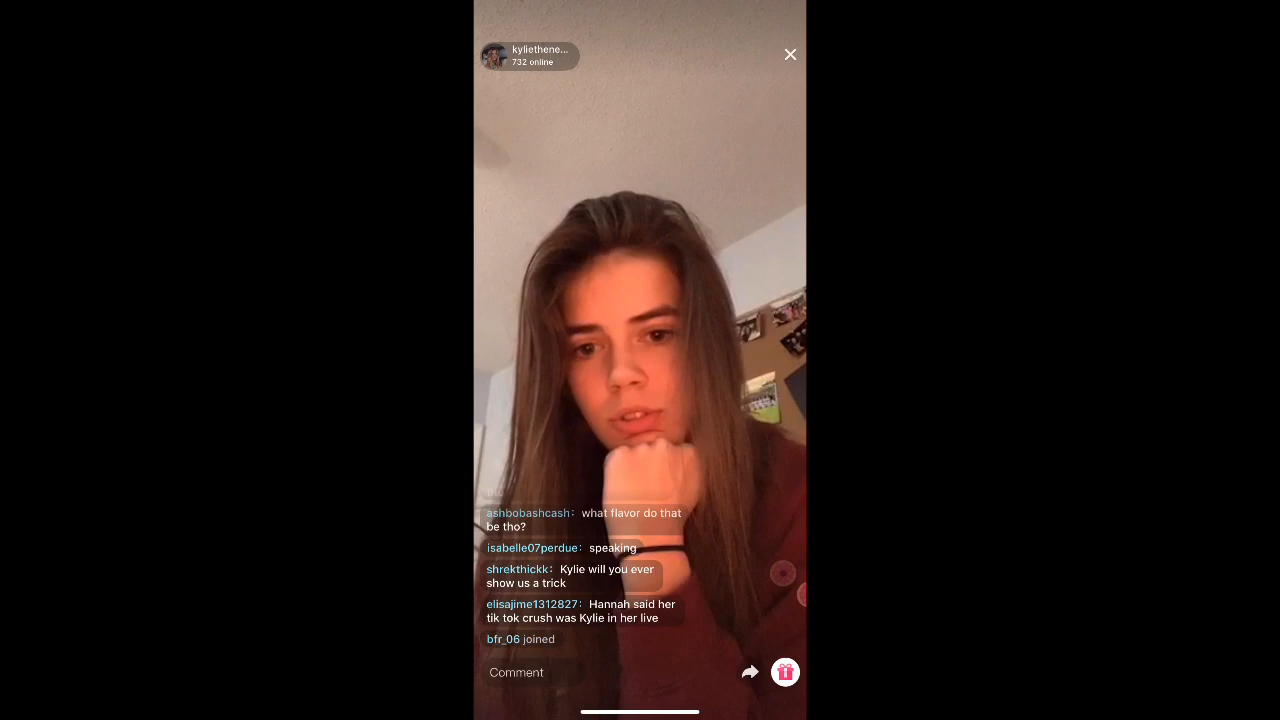 kyliethene...
732 online
ashbobashcash: what flavor do that
be tho?
isabelle07perdue: speaking
shrekthickk: Kylie will you ever
show us a trick
elisajime1312827: Hannah said her
tik tok crush was Kylie in her live
bfr_06 joined
Comment